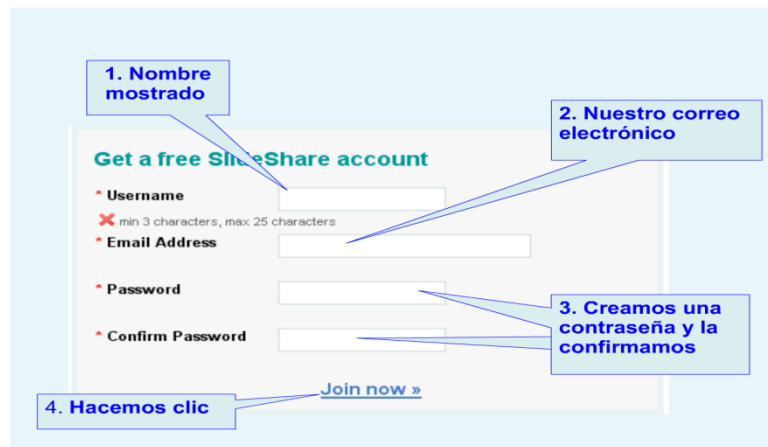 1. Nombre
mostrado
2. Nuestro correo
electrónico
Get a free SlideShare account
* Username
min 3 characters, max 25 characters
* Email Address
* Password
3. Creamos una
contraseña y la
confirmamos
* Confirm Password
Join now »
4. Hacemos clic